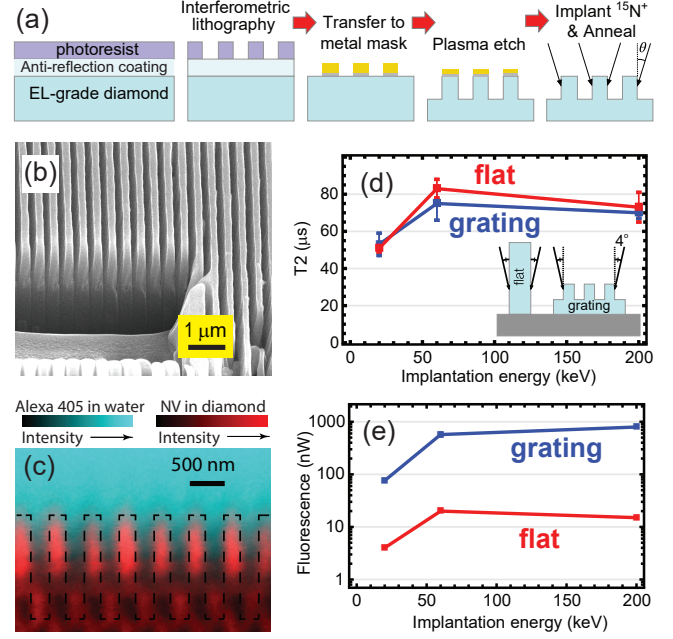 (a)
Interferometric
lithography
Transfer to
metal mask
Plasma etch
Implant ¹⁵N⁺
& Anneal
photoresist
Anti-reflection coating
EL-grade diamond
θ
(b)
1 μm
(d)
flat
grating
T2 (μs)
80
60
40
20
0
4°
flat
grating
0
50
100
150
200
Implantation energy (keV)
Alexa 405 in water
NV in diamond
Intensity
Intensity
(c)
500 nm
(e)
grating
flat
Fluorescence (nW)
1000
100
10
1
0
50
100
150
200
Implantation energy (keV)